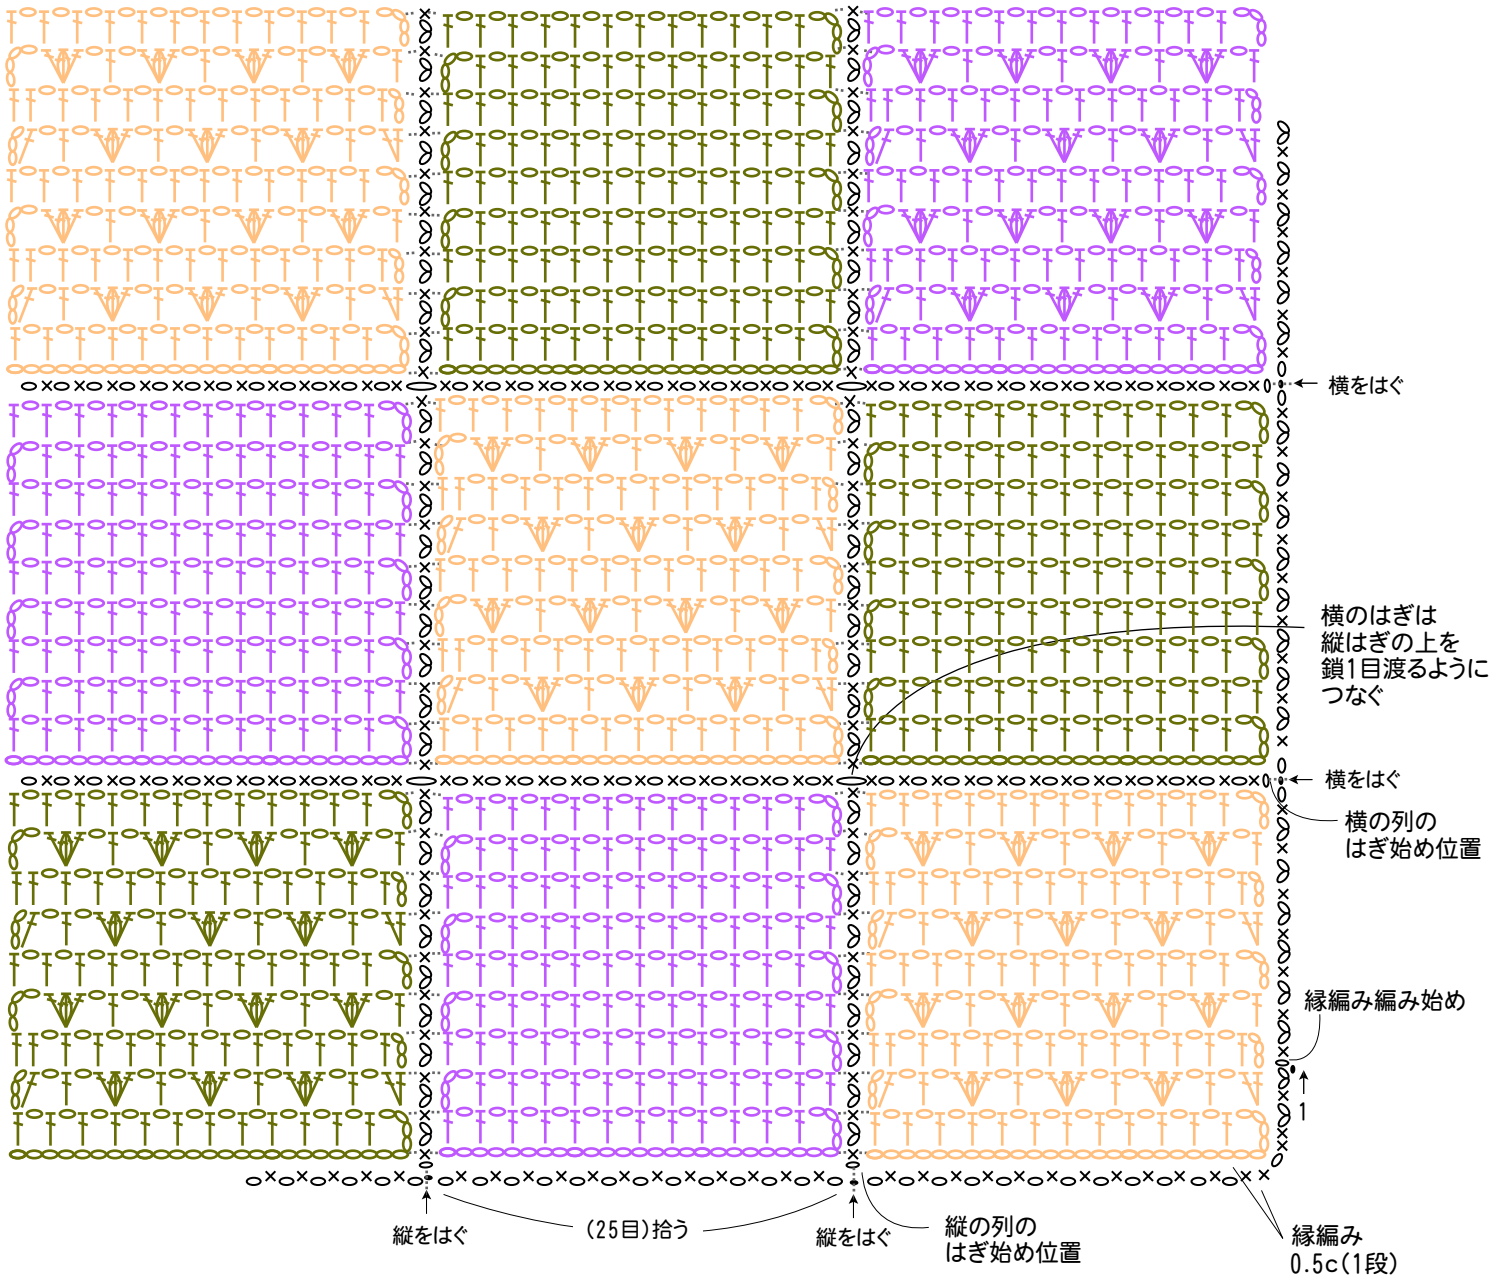 横をはぐ
横のはぎは
縦はぎの上を
鎖1目渡るように
つなぐ
横をはぐ
横の列の
はぎ始め位置
縁編み編み始め
1
縦をはぐ
(25目)拾う
縦をはぐ
縦の列の
はぎ始め位置
縁編み
0.5c(1段)